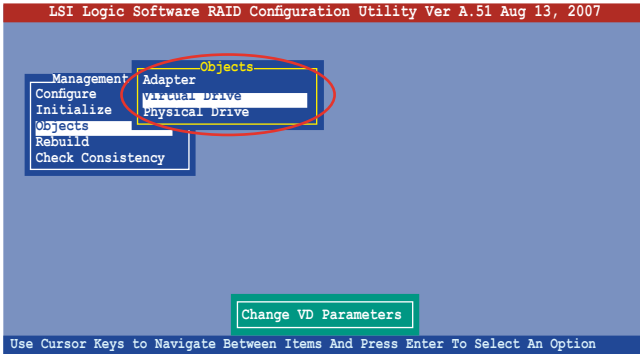 LSI Logic Software RAID Configuration Utility Ver A.51 Aug 13, 2007
Management
Configure
Initialize
Objects
Rebuild
Check Consistency
Objects
Adapter
Virtual Drive
Physical Drive
Change VD Parameters
Use Cursor Keys to Navigate Between Items And Press Enter To Select An Option